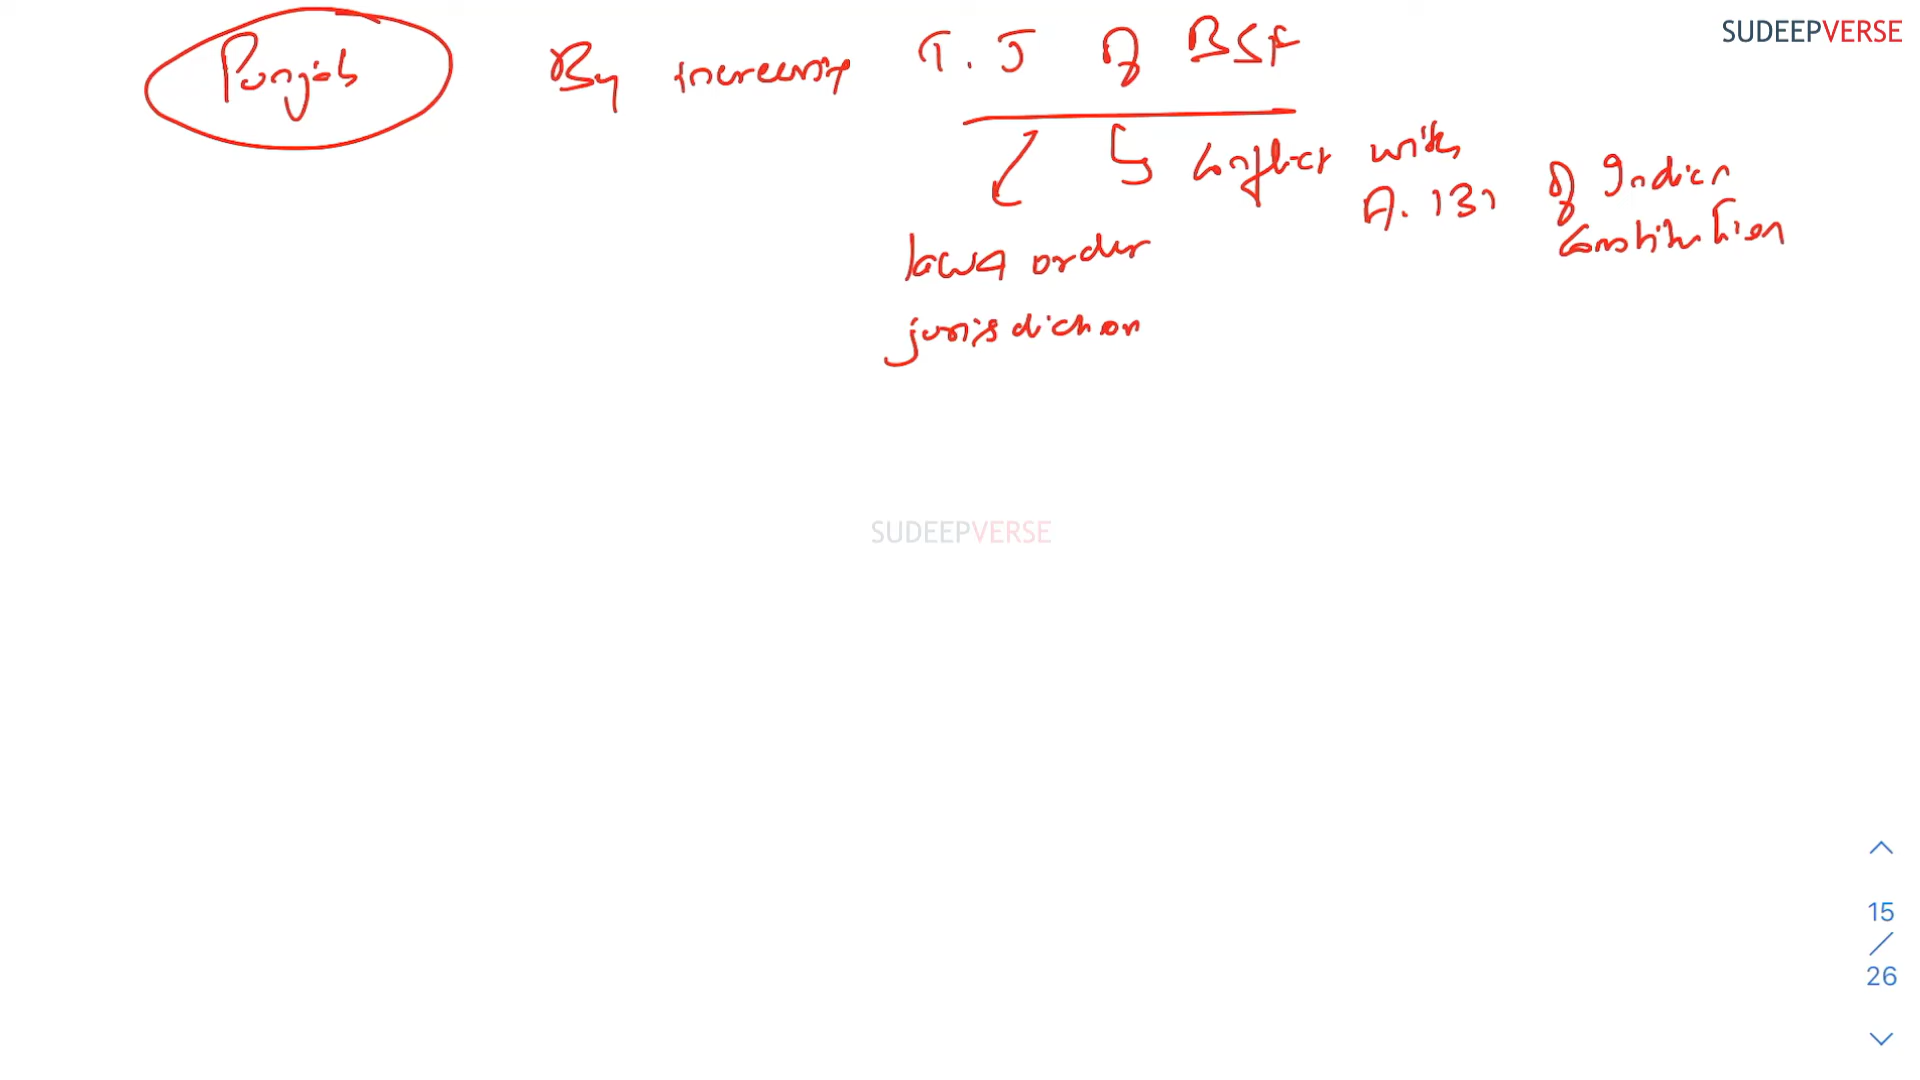 SUDEEPVERSE
Punjab By increasing T.J of BSF
Conflict with
A. 131 of Indian
Constitution
law & order
jurisdiction
SUDEEPVERSE
15
/
26